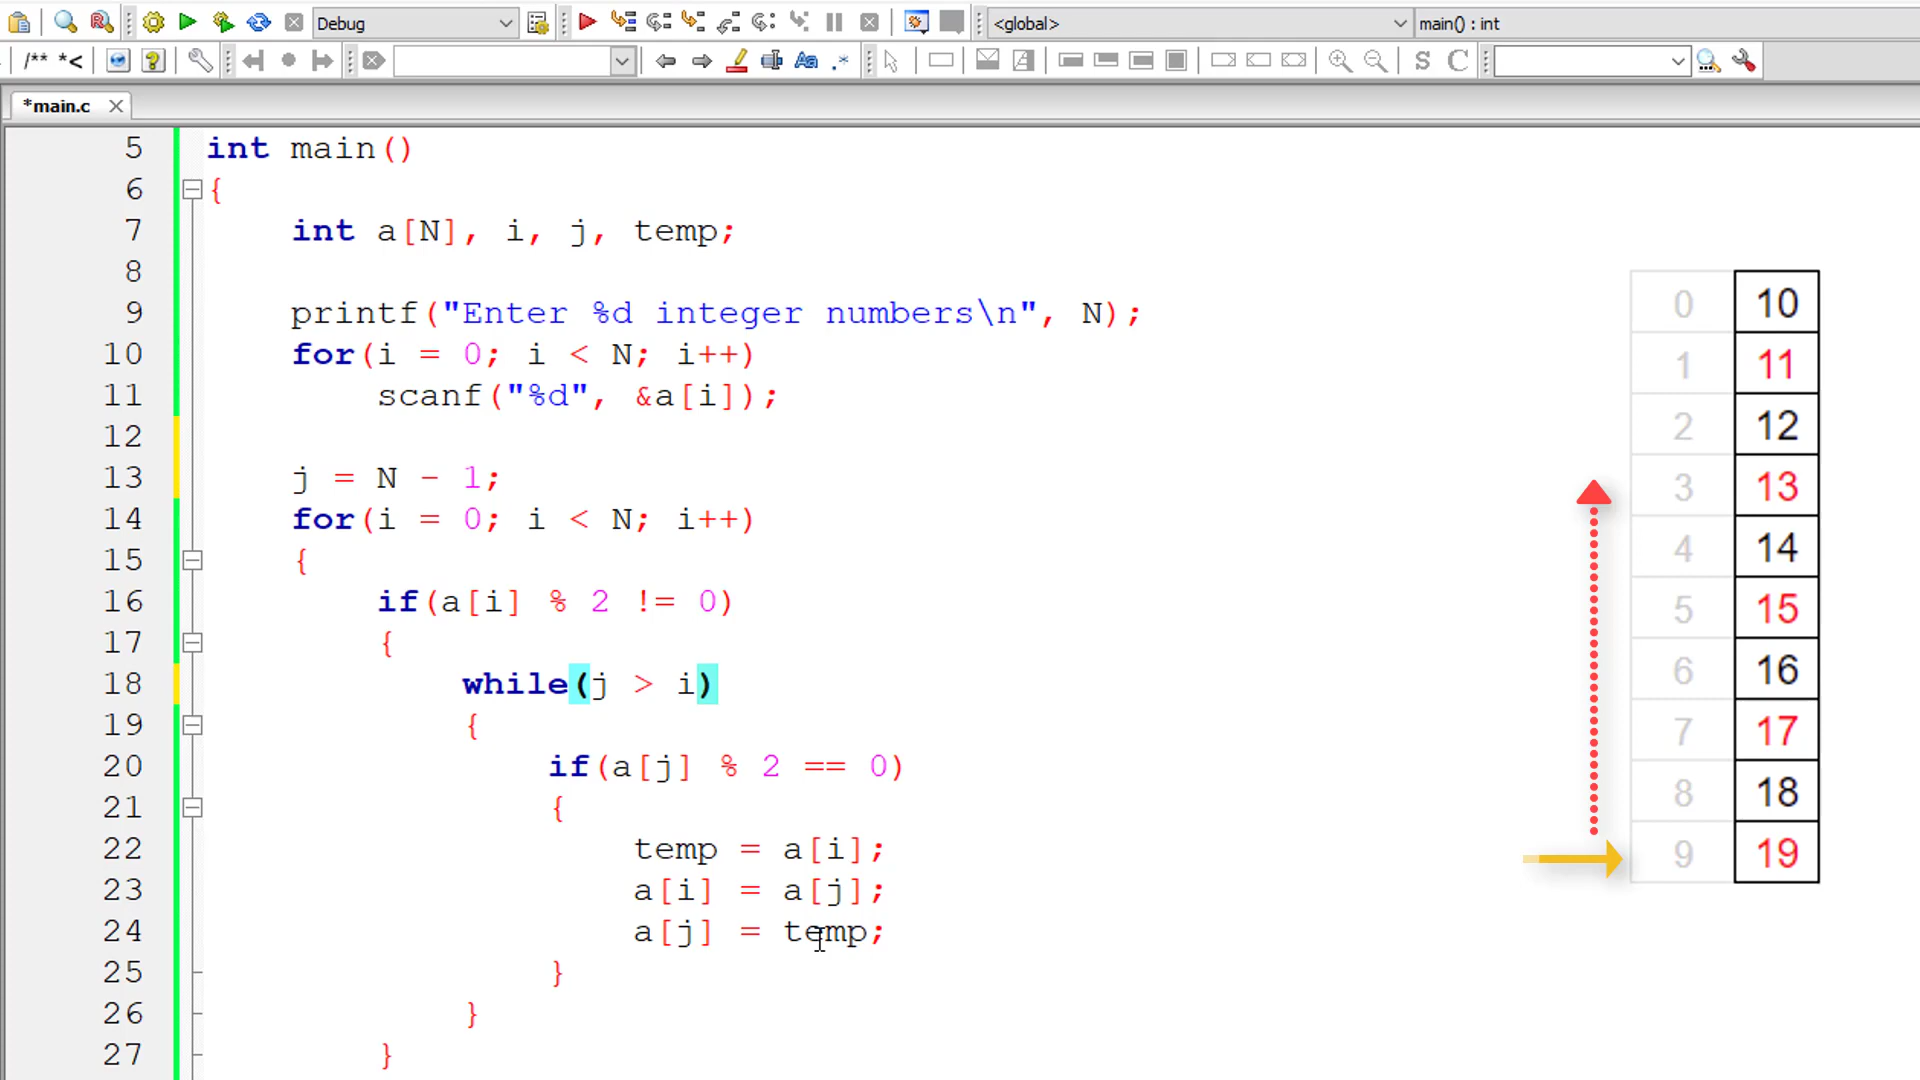 Debug
<global>
main() : int
/** *<
S C
*main.c
5 int main()
6 {
7 int a[N], i, j, temp;
8
9 printf("Enter %d integer numbers\n", N);
10 for(i = 0; i < N; i++)
11 scanf("%d", &a[i]);
12
13 j = N - 1;
14 for(i = 0; i < N; i++)
15 {
16 if(a[i] % 2 != 0)
17 {
18 while(j > i)
19 {
20 if(a[j] % 2 == 0)
21 {
22 temp = a[i];
23 a[i] = a[j];
24 a[j] = temp;
25 }
26 }
27 }
0 10
1 11
2 12
3 13
4 14
5 15
6 16
7 17
8 18
9 19